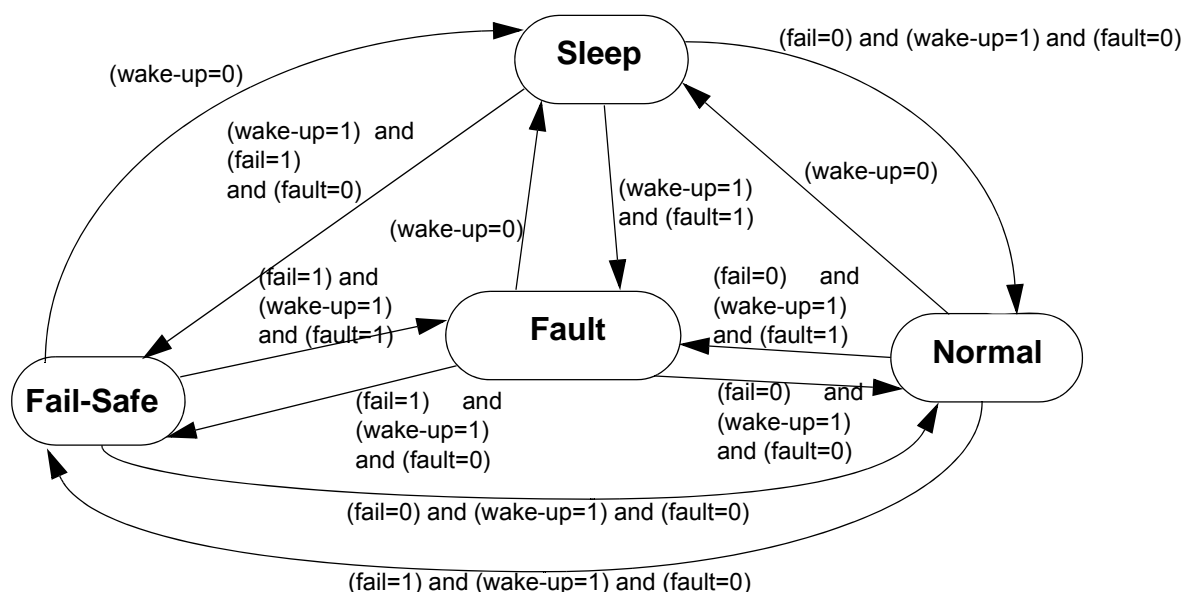 Sleep
(fail=0) and (wake-up=1) and (fault=0)
(wake-up=0)
(wake-up=1) and
(fail=1)
and (fault=0)
(wake-up=1)
and (fault=1)
(wake-up=0)
(wake-up=0)
(fail=1) and
(wake-up=1)
and (fault=1)
(fail=0) and
(wake-up=1)
and (fault=1)
Fault
Normal
Fail-Safe
(fail=1) and
(wake-up=1)
and (fault=0)
(fail=0) and
(wake-up=1)
and (fault=0)
(fail=0) and (wake-up=1) and (fault=0)
(fail=1) and (wake-up=1) and (fault=0)